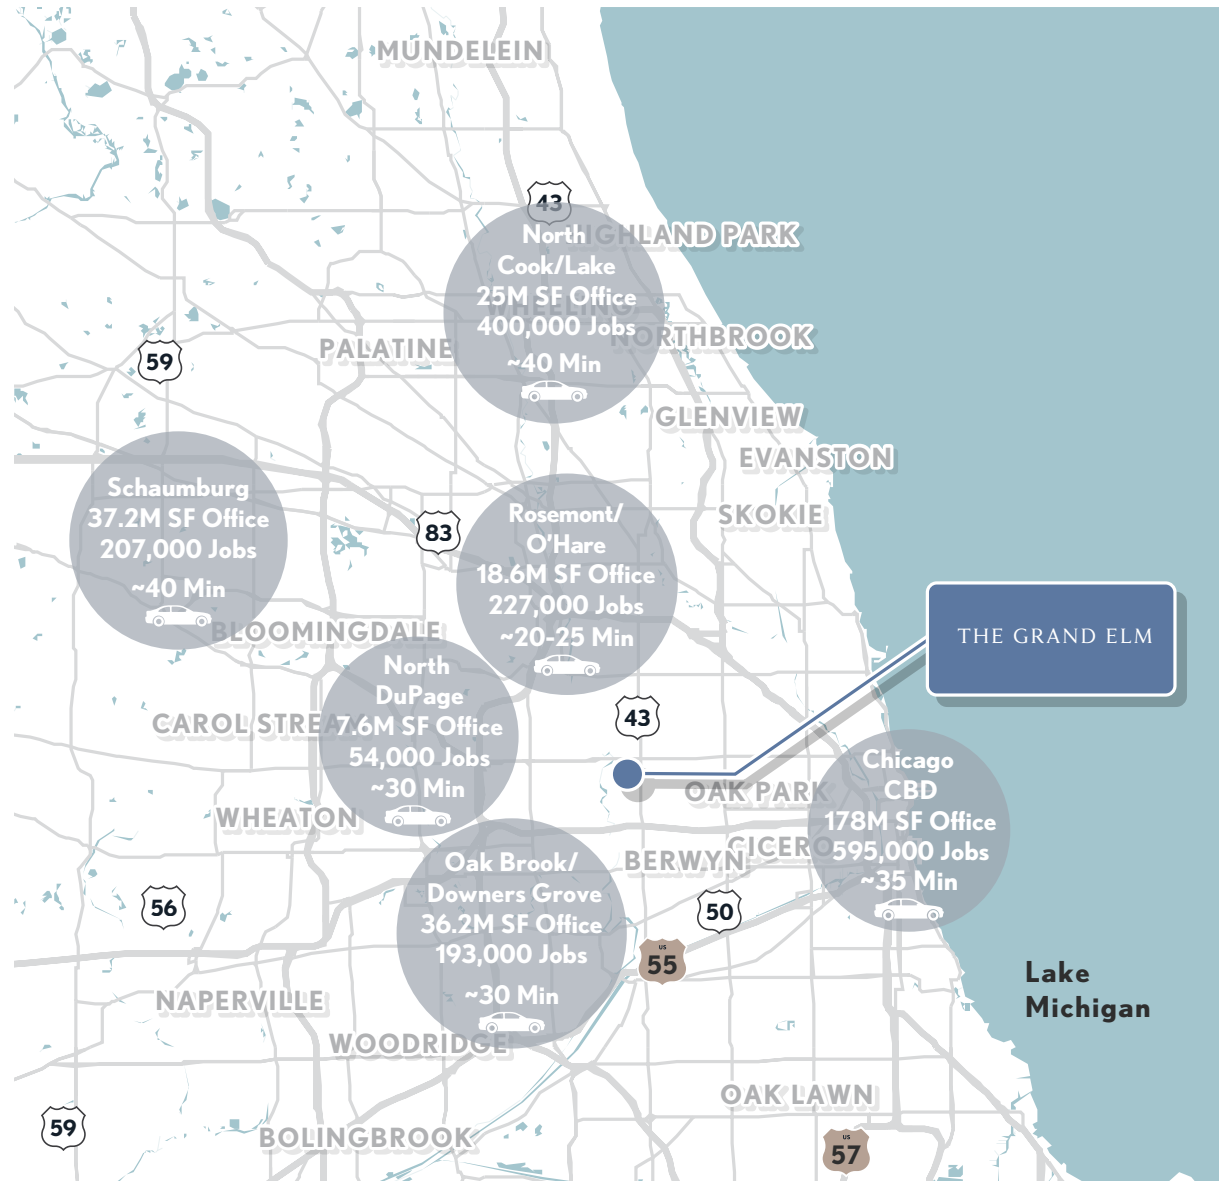 MUNDELEIN
43
HIGHLAND PARK
North
Cook/Lake
25M SF Office
400,000 Jobs
~40 Min
WHEELING
NORTHBROOK
PALATINE
59
GLENVIEW
EVANSTON
SKOKIE
Schaumburg
37.2M SF Office
207,000 Jobs
~40 Min
83
Rosemont/
O'Hare
18.6M SF Office
227,000 Jobs
~20-25 Min
THE GRAND ELM
BLOOMINGDALE
North
DuPage
7.6M SF Office
54,000 Jobs
~30 Min
CAROL STREAM
43
OAK PARK
Chicago
CBD
178M SF Office
595,000 Jobs
~35 Min
WHEATON
CICERO
BERWYN
Oak Brook/
Downers Grove
36.2M SF Office
193,000 Jobs
~30 Min
56
50
US
55
Lake
Michigan
NAPERVILLE
WOODRIDGE
OAK LAWN
59
BOLINGBROOK
US
57